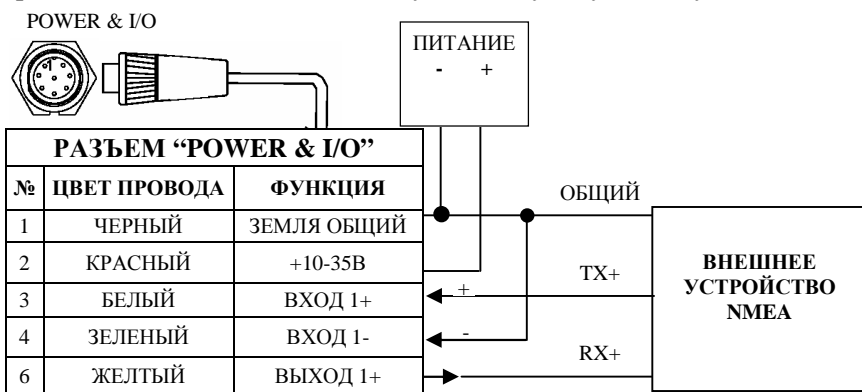 POWER & I/O
ПИТАНИЕ
- +
РАЗЪЕМ “POWER & I/O”
№ ЦВЕТ ПРОВОДА ФУНКЦИЯ
1 ЧЕРНЫЙ ЗЕМЛЯ ОБЩИЙ
2 КРАСНЫЙ +10-35В
3 БЕЛЫЙ ВХОД 1+
4 ЗЕЛЕНЫЙ ВХОД 1-
6 ЖЕЛТЫЙ ВЫХОД 1+
ОБЩИЙ
+ TX+
-
RX+
ВНЕШНЕЕ
УСТРОЙСТВО
NMEA